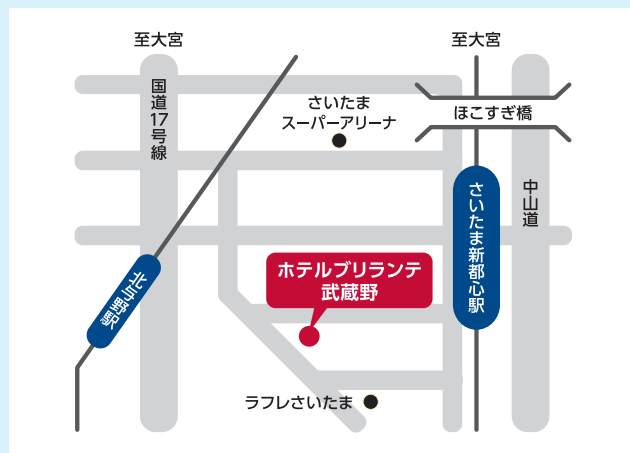 至大宮
至大宮
国道17号線
さいたま
スーパーアリーナ
ほこすぎ橋
中山道
さいたま新都心駅
北与野駅
ホテルブリランテ
武蔵野
ラフレさいたま